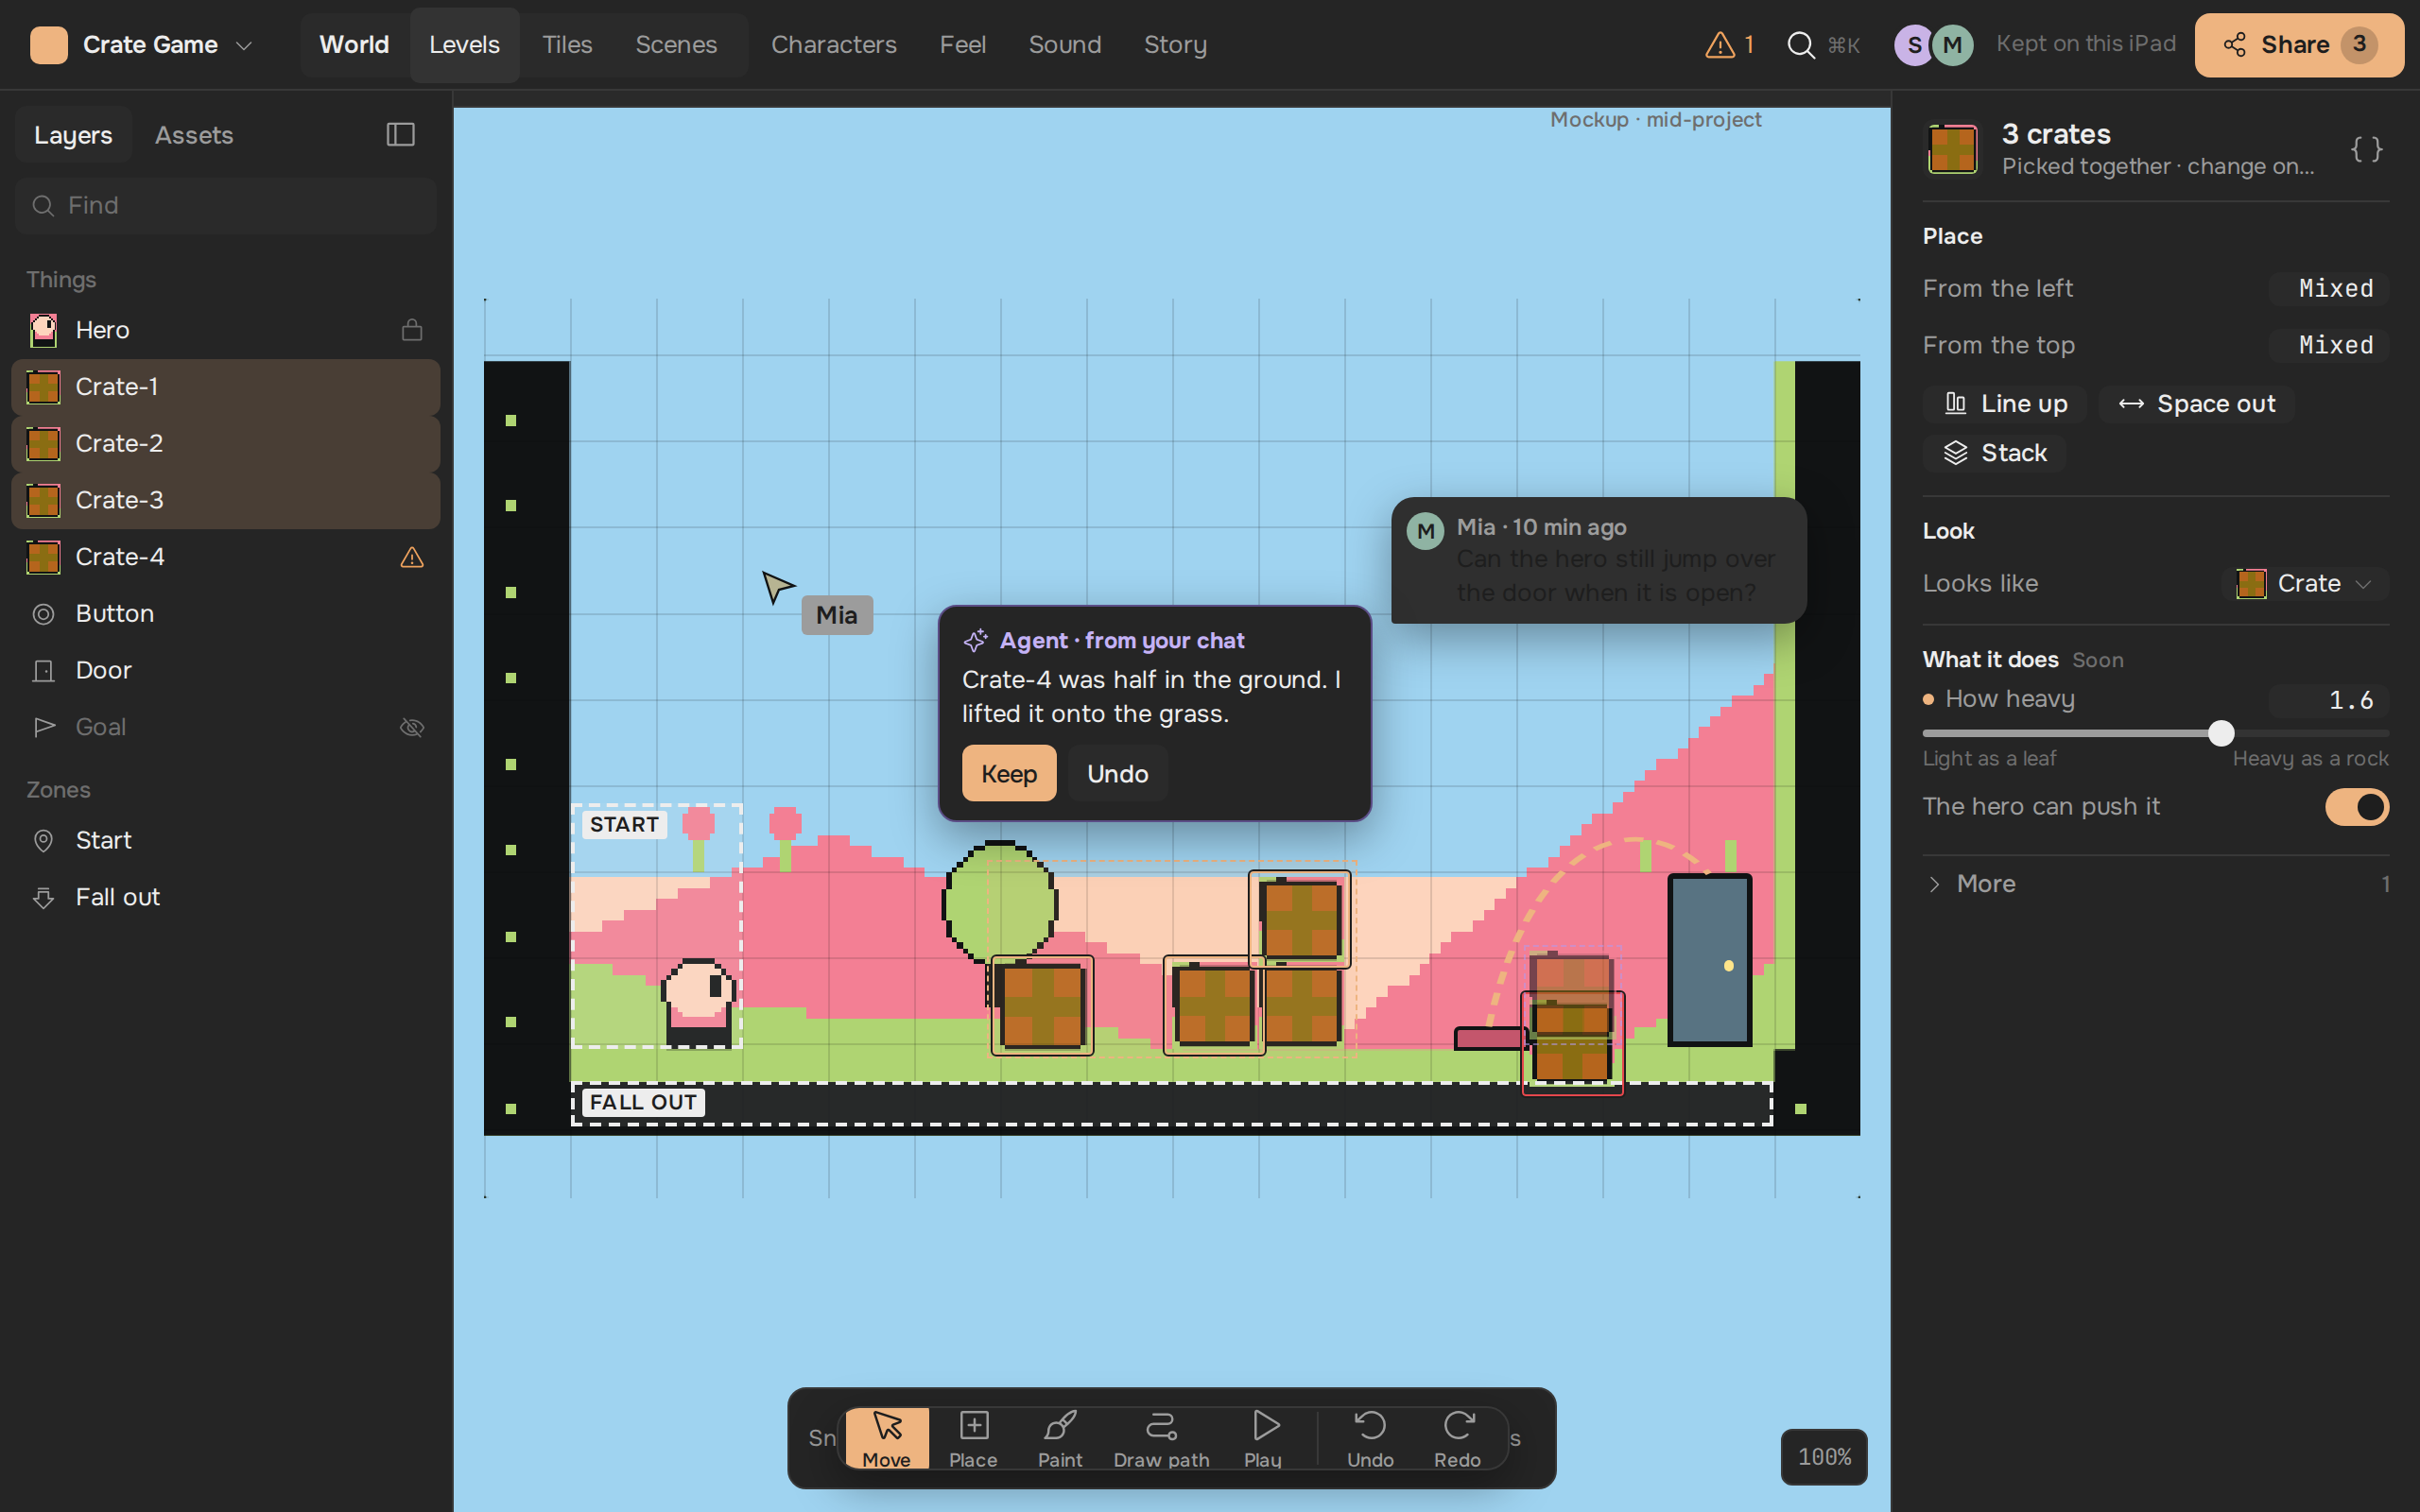 Crate Game
World
Levels
Tiles
Scenes
Characters
Feel
Sound
Story
1
⌘K
S
M
Kept on this iPad
Share 3
Layers
Assets
Find
Things
Hero
Crate-1
Crate-2
Crate-3
Crate-4
Button
Door
Goal
Zones
Start
Fall out
Mockup · mid-project
M
Mia · 10 min ago
Can the hero still jump over
the door when it is open?
Mia
Agent · from your chat
Crate-4 was half in the ground. I
lifted it onto the grass.
Keep
Undo
START
FALL OUT
Sn
Move
Place
Paint
Draw path
Play
Undo
Redo
s
100%
3 crates
Picked together · change on...
{ }
Place
From the left
Mixed
From the top
Mixed
Line up
Space out
Stack
Look
Looks like
Crate
What it does Soon
How heavy
1.6
Light as a leaf
Heavy as a rock
The hero can push it
More
1